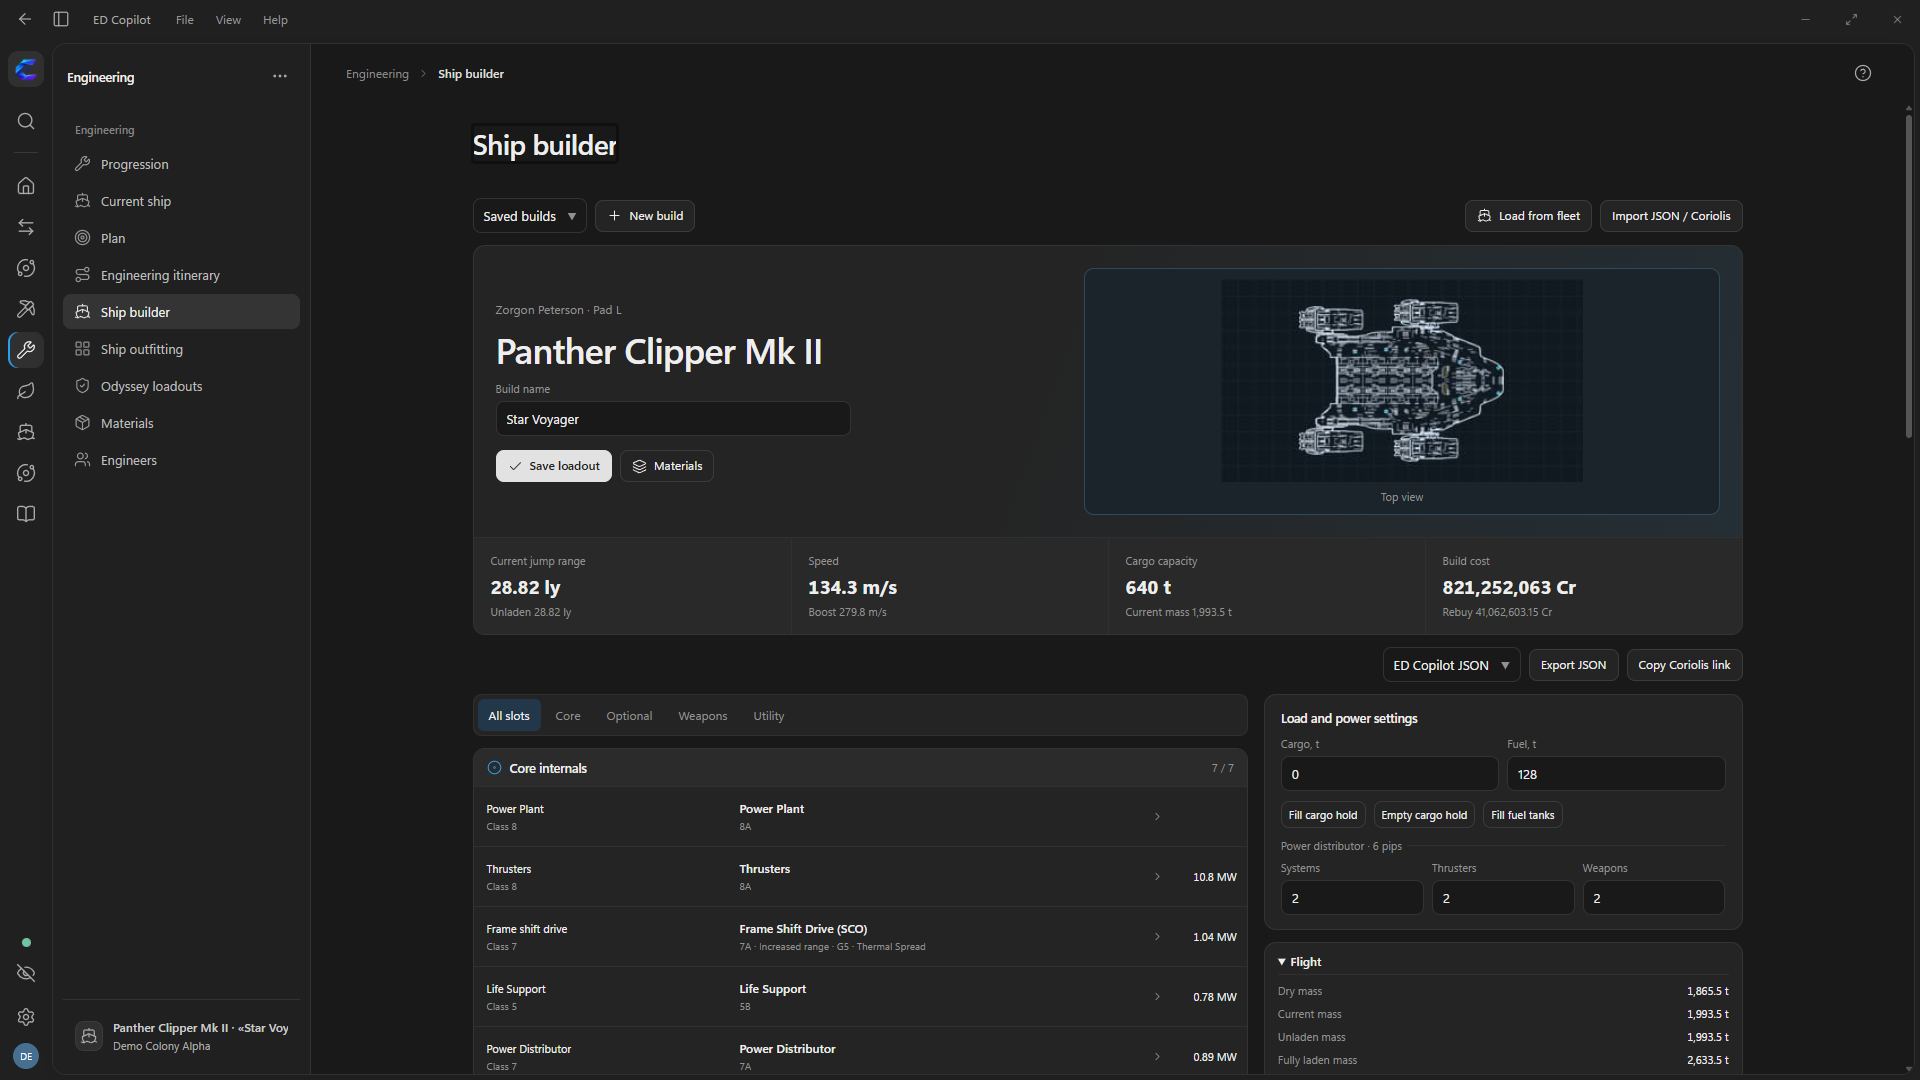 ED Copilot File View Help
Engineering
Engineering
Progression
Current ship
Plan
Engineering itinerary
Ship builder
Ship outfitting
Odyssey loadouts
Materials
Engineers
DE
Panther Clipper Mk II · «Star Voy
Demo Colony Alpha
Engineering > Ship builder
Ship builder
Saved builds ▼ + New build
Load from fleet Import JSON / Coriolis
Zorgon Peterson · Pad L
Panther Clipper Mk II
Build name
Star Voyager
Save loadout Materials
Top view
Current jump range
28.82 ly
Unladen 28.82 ly
Speed
134.3 m/s
Boost 279.8 m/s
Cargo capacity
640 t
Current mass 1,993.5 t
Build cost
821,252,063 Cr
Rebuy 41,062,603.15 Cr
ED Copilot JSON ▼ Export JSON Copy Coriolis link
All slots Core Optional Weapons Utility
Core internals 7 / 7
Power Plant Power Plant
Class 8 8A
Thrusters Thrusters 10.8 MW
Class 8 8A
Frame shift drive Frame Shift Drive (SCO) 1.04 MW
Class 7 7A · Increased range · G5 · Thermal Spread
Life Support Life Support 0.78 MW
Class 5 5B
Power Distributor Power Distributor 0.89 MW
Class 7 7A
Load and power settings
Cargo, t Fuel, t
0 128
Fill cargo hold Empty cargo hold Fill fuel tanks
Power distributor · 6 pips
Systems Thrusters Weapons
2 2 2
▼ Flight
Dry mass 1,865.5 t
Current mass 1,993.5 t
Unladen mass 1,993.5 t
Fully laden mass 2,633.5 t